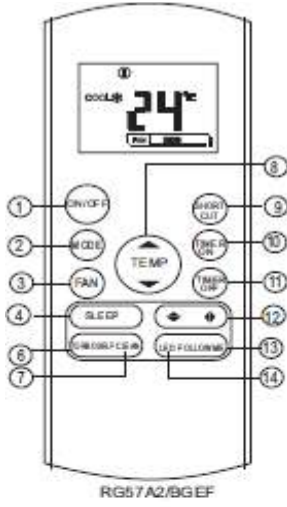 COOL
24°C
FAN
① ON/OFF
② MODE
③ FAN
④ SLEEP
⑥
⑦
TEMP
⑧
SHORT CUT ⑨
TIMER ON ⑩
TIMER OFF ⑪
⑫
LED FOLLOW ME ⑬
⑭
RG57A2/BGEF